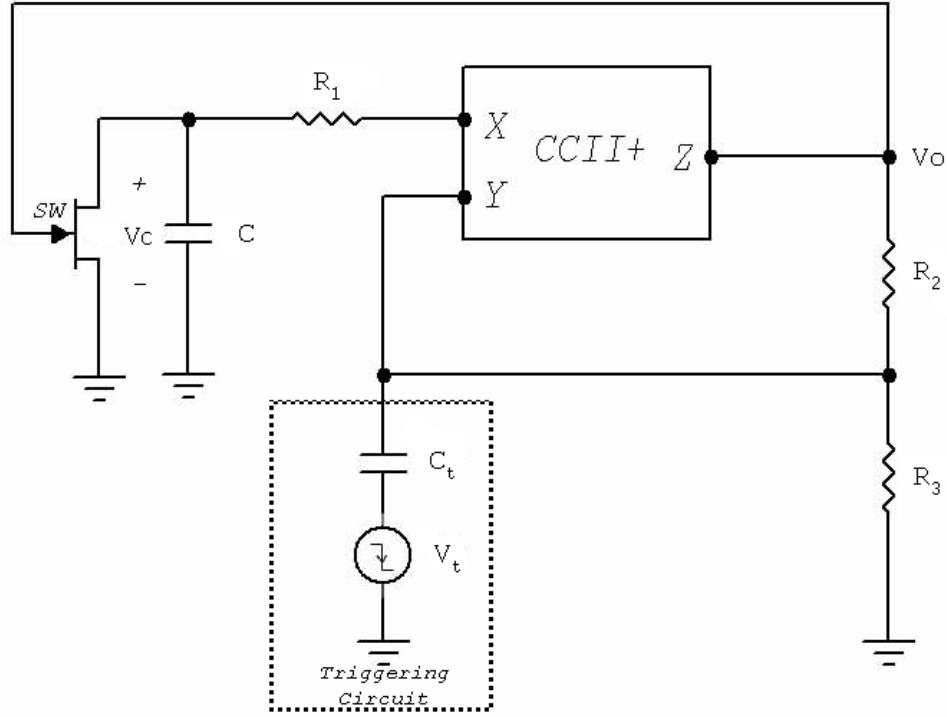 R1
X
CCII+
Z
Vo
Y
SW
+
Vc
-
C
R2
Ct
Vt
R3
Triggering
Circuit